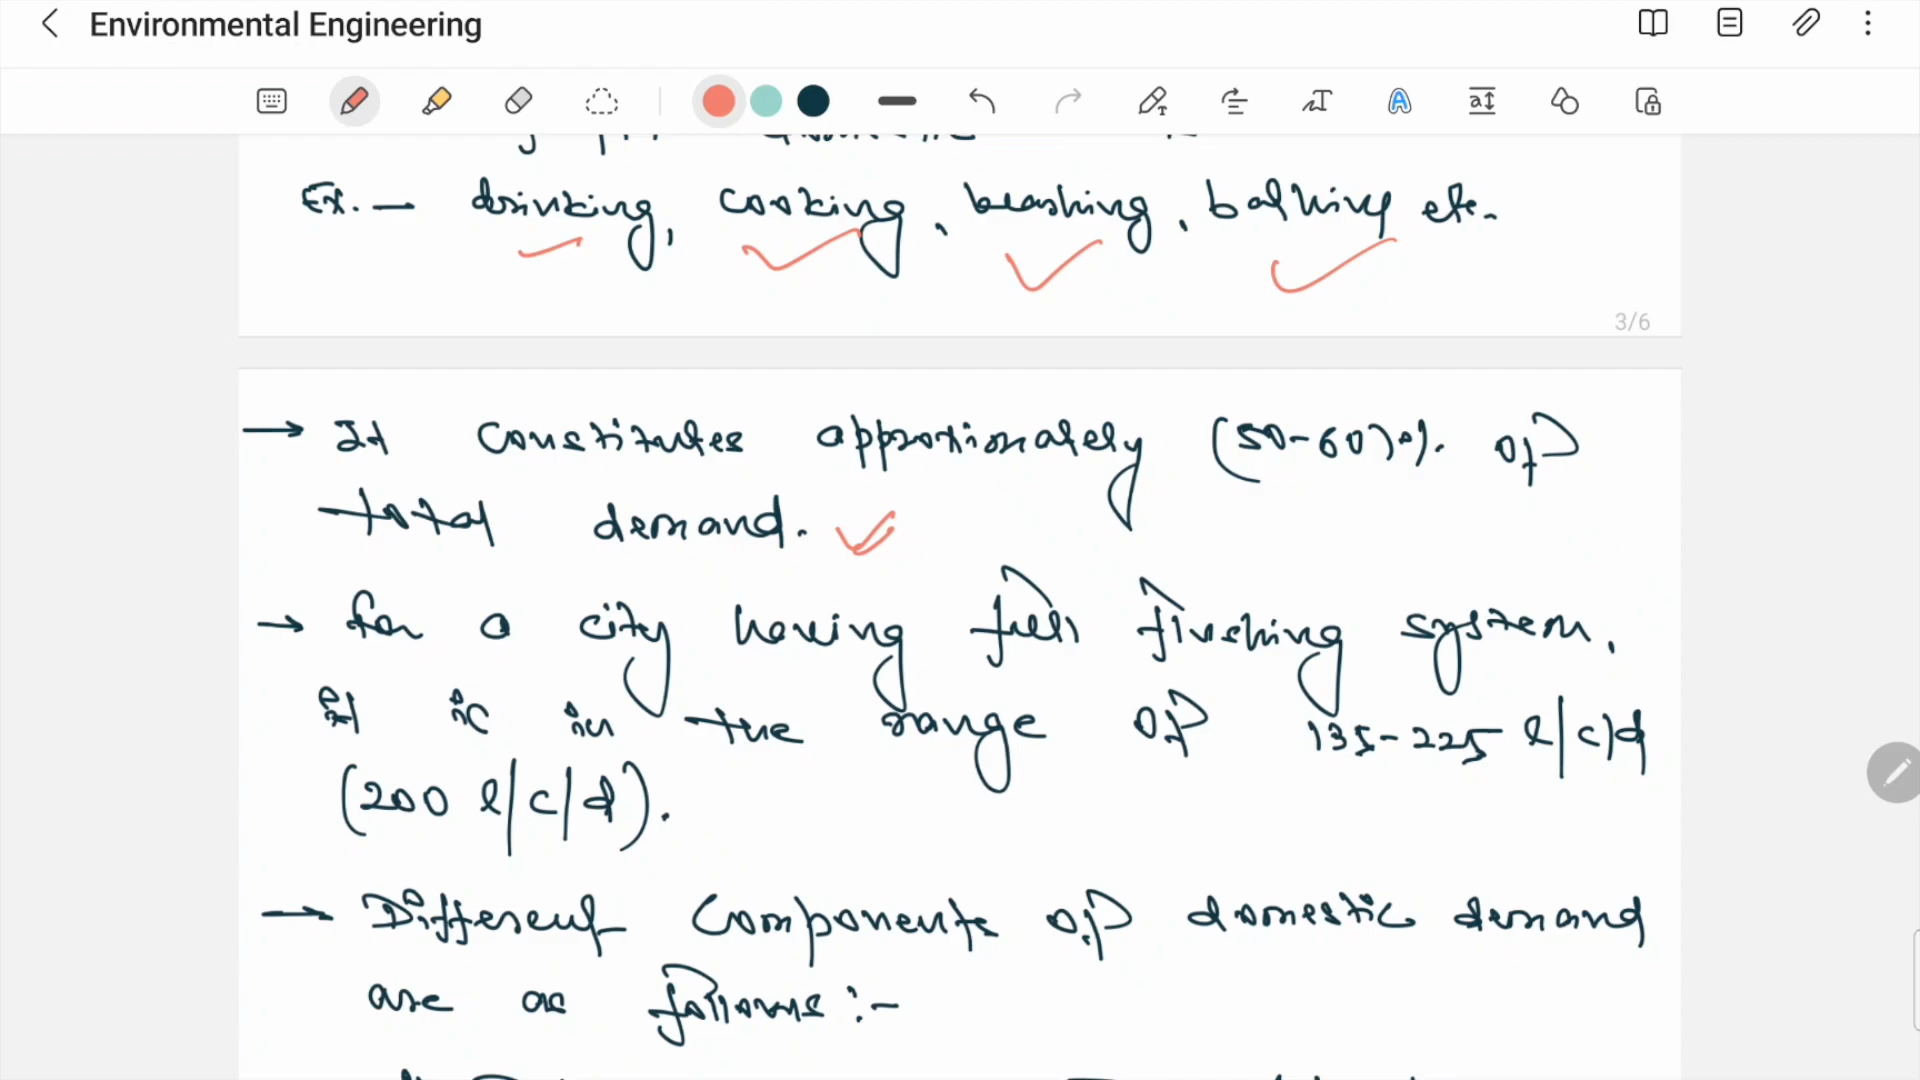 Environmental Engineering
Ex. - drinking, cooking, washing, bathing etc.
3/6
→ It constitutes approximately (50-60)% of
total demand.
→ for a city having full flushing system,
it is in the range of 135-225 l/c/d
(200 l/c/d).
→ Different components of domestic demand
are as follows :-